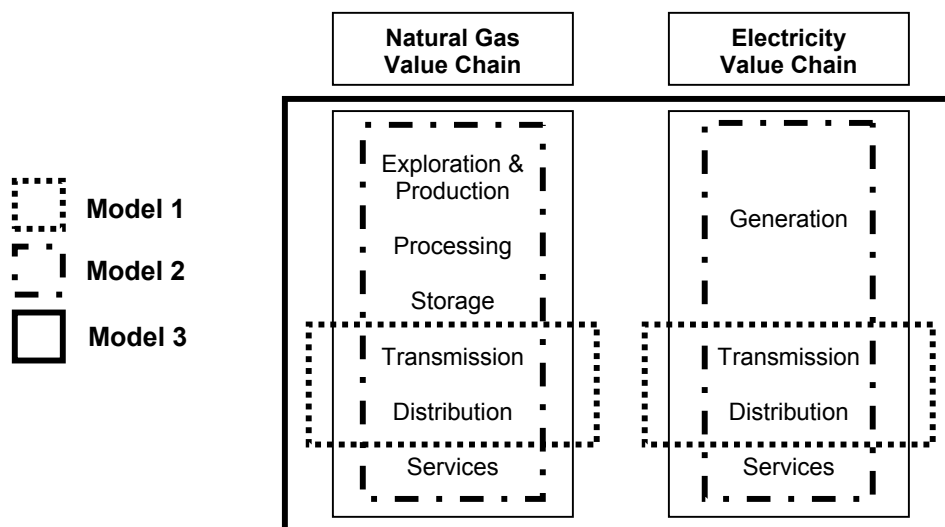 Natural Gas
Value Chain
Electricity
Value Chain
Model 1
Model 2
Model 3
Exploration &
Production
Processing
Storage
Transmission
Distribution
Services
Generation
Transmission
Distribution
Services